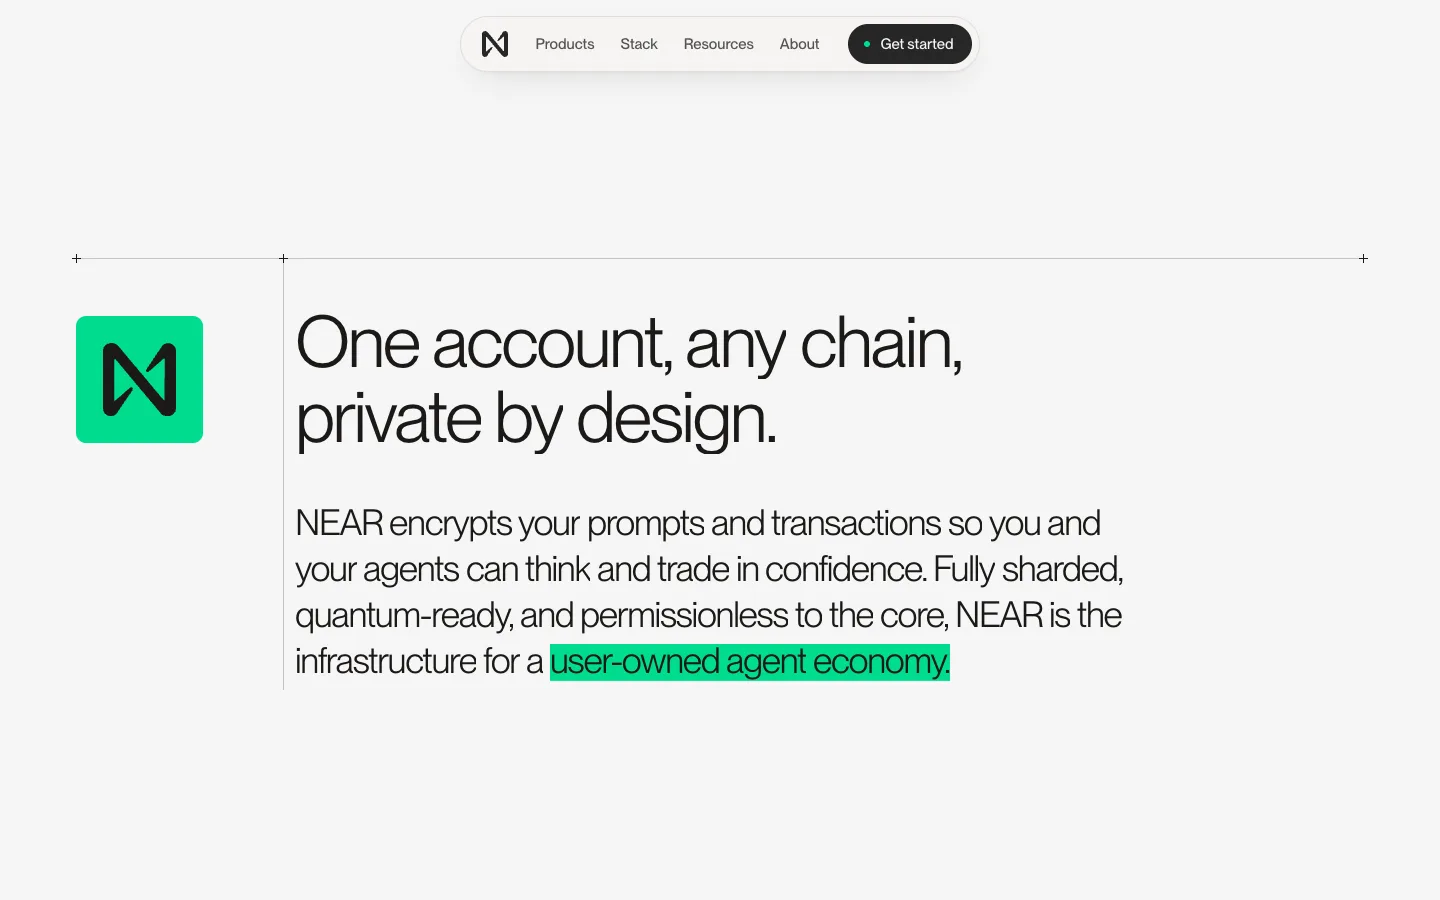 Products
Stack
Resources
About
Get started
One account, any chain,
private by design.
NEAR encrypts your prompts and transactions so you and
your agents can think and trade in confidence. Fully sharded,
quantum-ready, and permissionless to the core, NEAR is the
infrastructure for a user-owned agent economy.